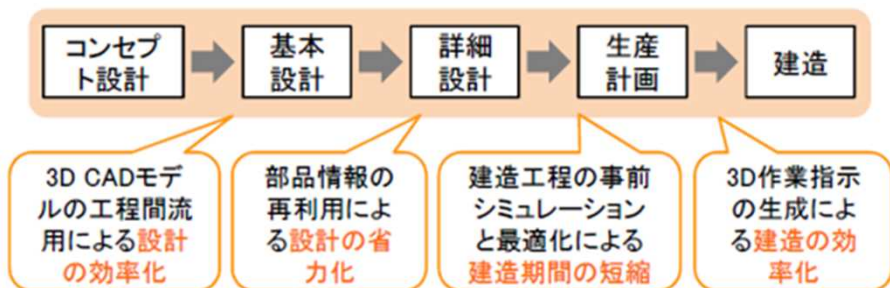 コンセプ
ト設計
基本
設計
詳細
設計
生産
計画
建造
3D CADモデ
ルの工程間流
用による設計
の効率化
部品情報の
再利用によ
る設計の省
力化
建造工程の事前
シミュレーション
と最適化による
建造期間の短縮
3D作業指示
の生成によ
る建造の効
率化